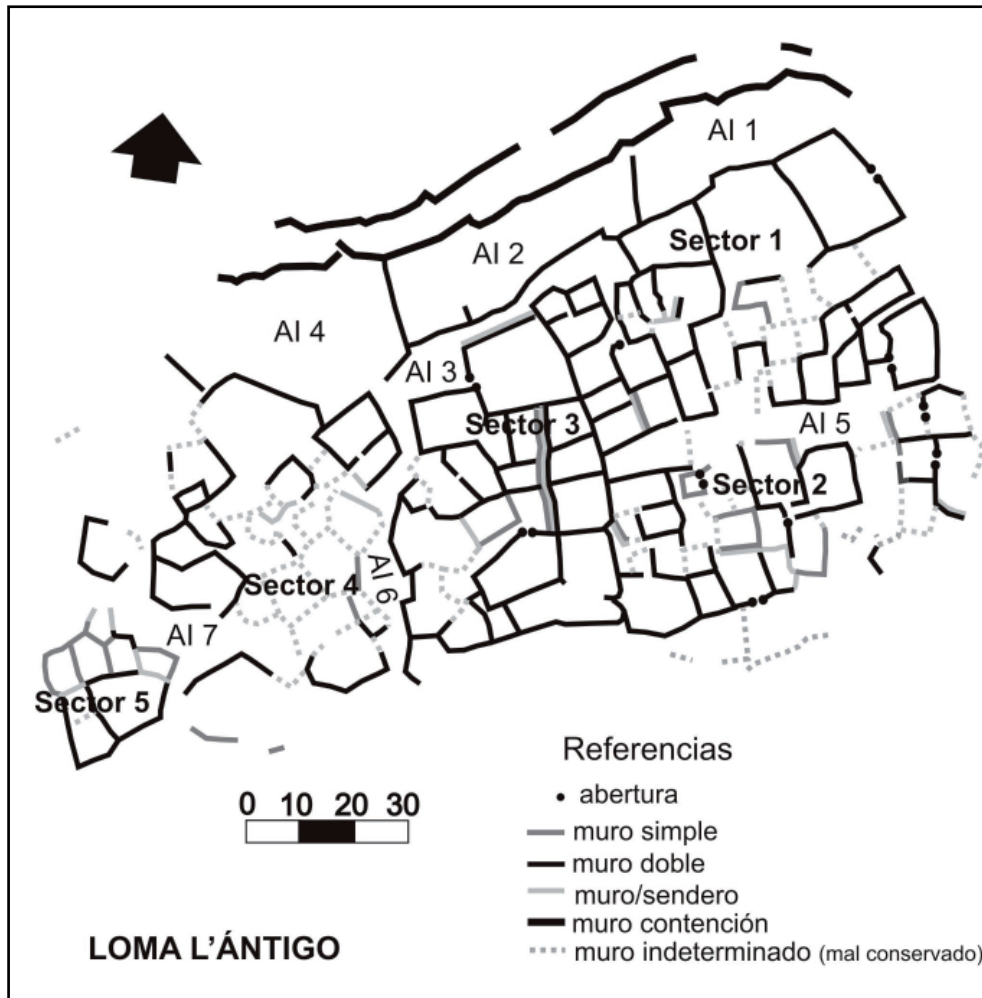 AI 1
Sector 1
AI 2
AI 4
AI 3
Sector 3
AI 5
Sector 2
Sector 4
AI 6
AI 7
Sector 5
0 10 20 30
LOMA L'ÁNTIGO
Referencias
abertura
muro simple
muro doble
muro/sendero
muro contención
muro indeterminado (mal conservado)